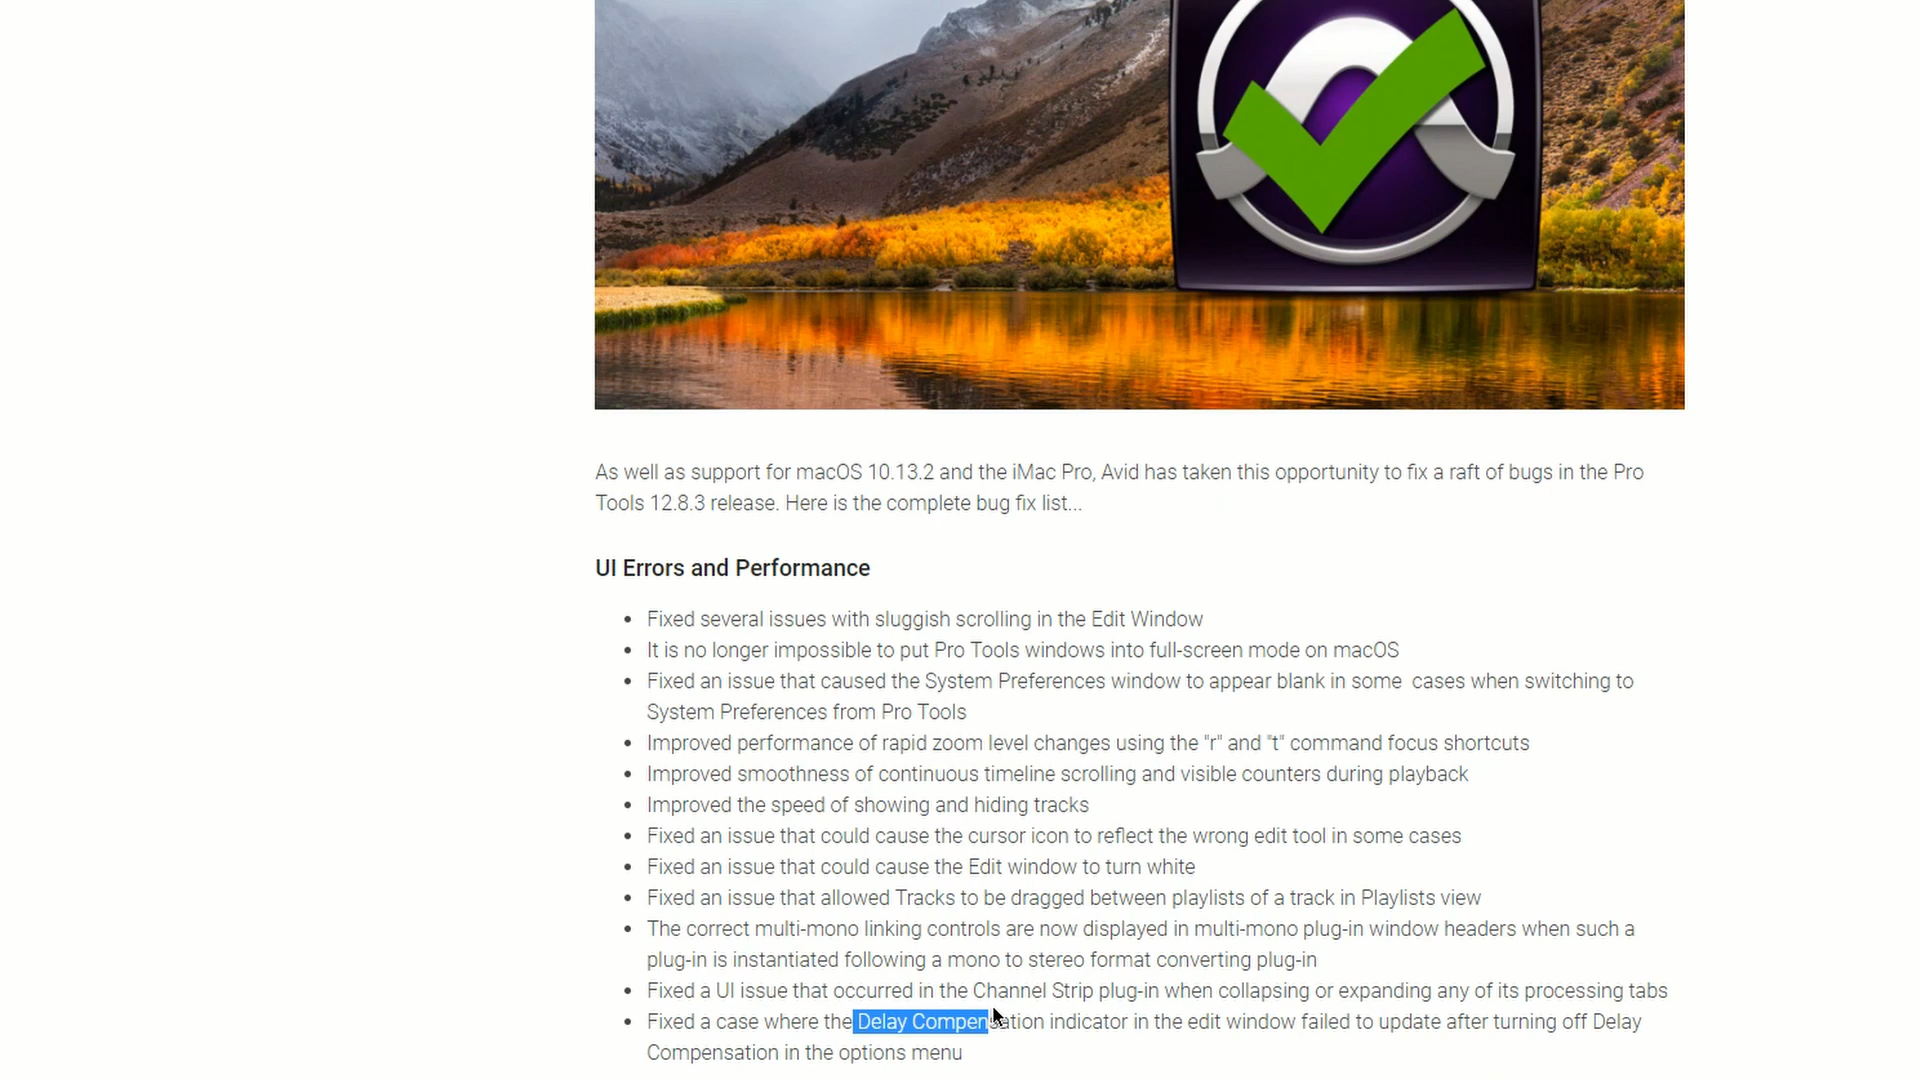 As well as support for macOS 10.13.2 and the iMac Pro, Avid has taken this opportunity to fix a raft of bugs in the Pro
Tools 12.8.3 release. Here is the complete bug fix list...
UI Errors and Performance
Fixed several issues with sluggish scrolling in the Edit Window
It is no longer impossible to put Pro Tools windows into full-screen mode on macOS
Fixed an issue that caused the System Preferences window to appear blank in some  cases when switching to
System Preferences from Pro Tools
Improved performance of rapid zoom level changes using the "r" and "t" command focus shortcuts
Improved smoothness of continuous timeline scrolling and visible counters during playback
Improved the speed of showing and hiding tracks
Fixed an issue that could cause the cursor icon to reflect the wrong edit tool in some cases
Fixed an issue that could cause the Edit window to turn white
Fixed an issue that allowed Tracks to be dragged between playlists of a track in Playlists view
The correct multi-mono linking controls are now displayed in multi-mono plug-in window headers when such a
plug-in is instantiated following a mono to stereo format converting plug-in
Fixed a UI issue that occurred in the Channel Strip plug-in when collapsing or expanding any of its processing tabs
Fixed a case where the Delay Compensation indicator in the edit window failed to update after turning off Delay
Compensation in the options menu